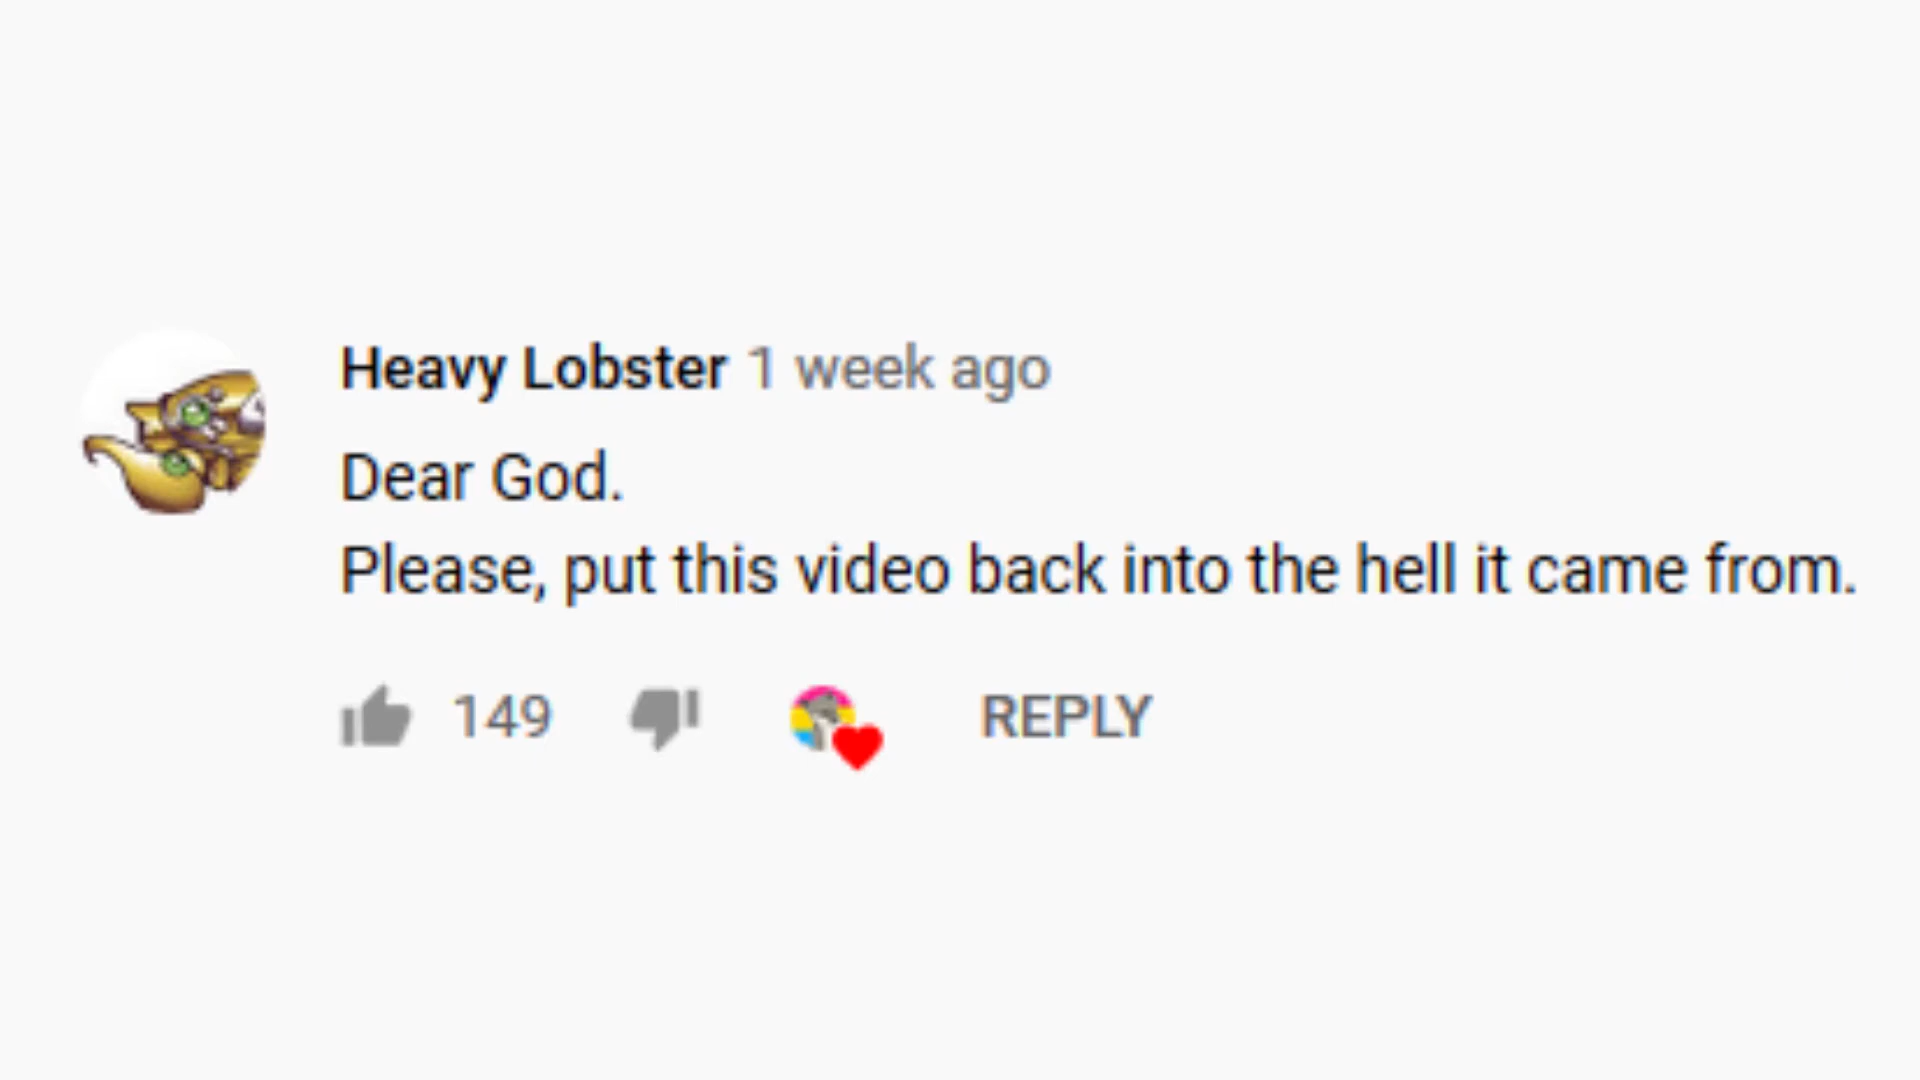 Heavy Lobster 1 week ago
Dear God.
Please, put this video back into the hell it came from.
149 REPLY